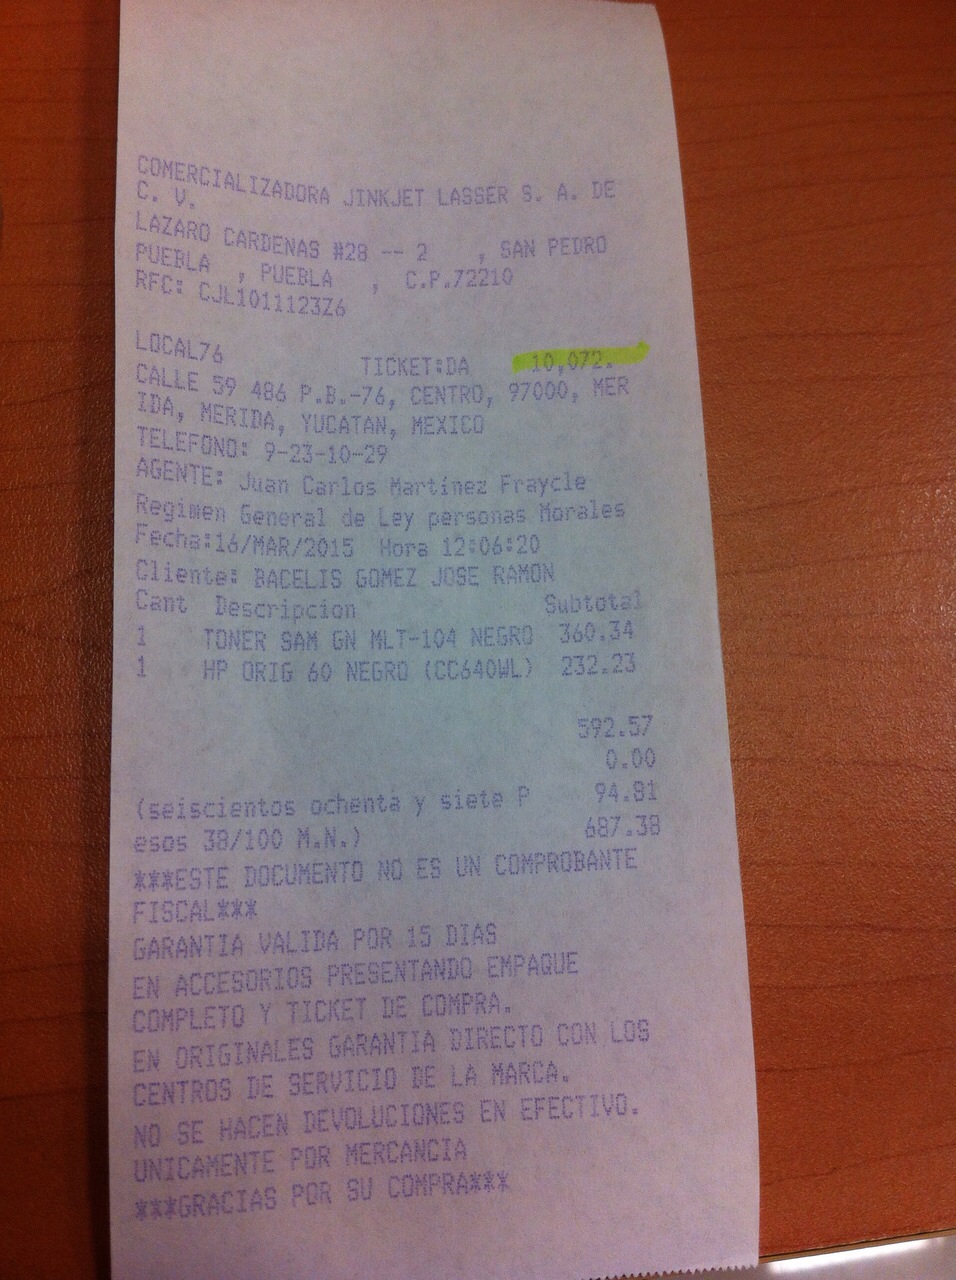 COMERCIALIZADORA JINKJET LASSER S. A. DE
C. V.
LAZARO CARDENAS #28 -- 2 , SAN PEDRO
PUEBLA , PUEBLA , C.P.72210
RFC: CJL1011123Z6
LOCAL76 TICKET:DA 10,072.
CALLE 59 486 P.B.-76, CENTRO, 97000, MER
IDA, MERIDA, YUCATAN, MEXICO
TELEFONO: 9-23-10-29
AGENTE: Juan Carlos Martínez Fraycle
Regimen General de Ley personas Morales
Fecha:16/MAR/2015 Hora 12:06:20
Cliente: BACELIS GOMEZ JOSE RAMON
Cant Descripcion Subtotal
1 TONER SAM GN MLT-104 NEGRO 360.34
1 HP ORIG 60 NEGRO (CC640WL) 232.23
592.57
0.00
(seiscientos ochenta y siete P 94.81
esos 38/100 M.N.) 687.38
***ESTE DOCUMENTO NO ES UN COMPROBANTE
FISCAL***
GARANTIA VALIDA POR 15 DIAS
EN ACCESORIOS PRESENTANDO EMPAQUE
COMPLETO Y TICKET DE COMPRA.
EN ORIGINALES GARANTIA DIRECTO CON LOS
CENTROS DE SERVICIO DE LA MARCA.
NO SE HACEN DEVOLUCIONES EN EFECTIVO.
UNICAMENTE POR MERCANCIA
***GRACIAS POR SU COMPRA***